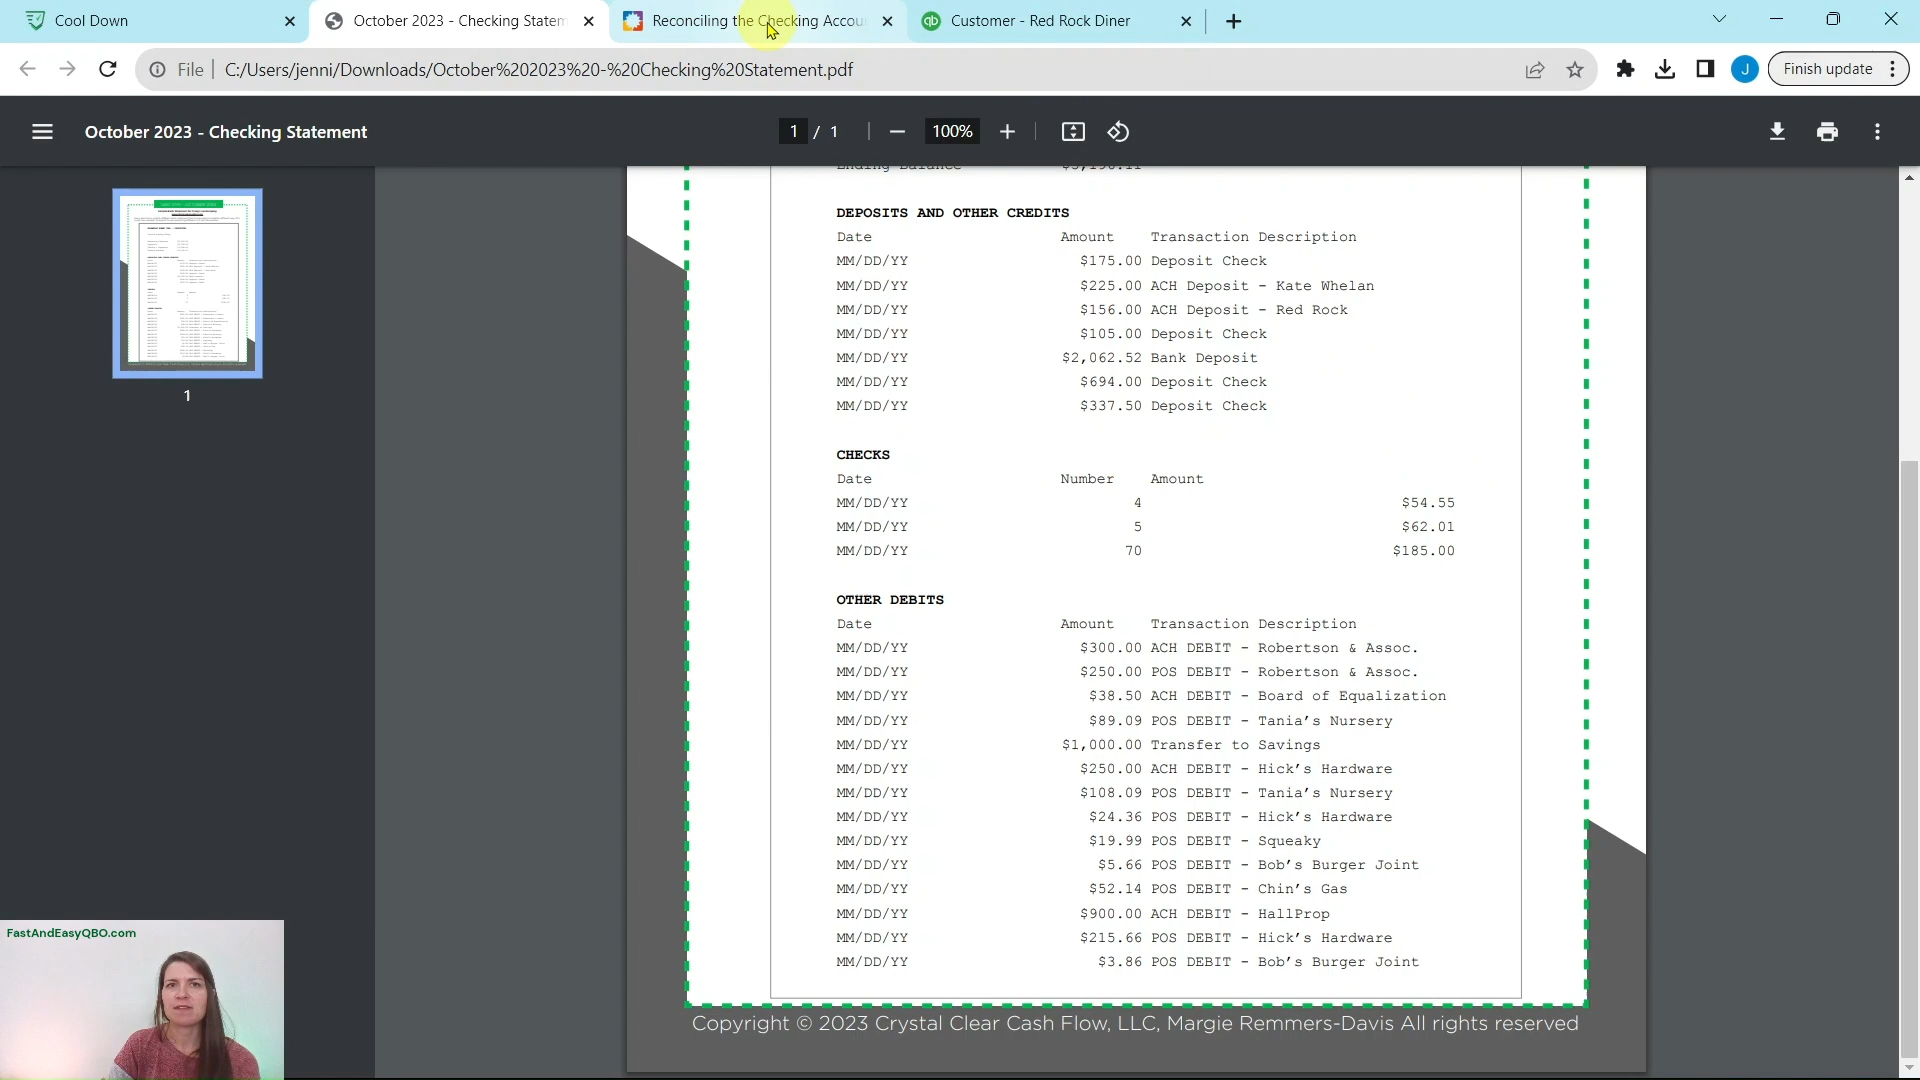 Cool Down
October 2023 - Checking Statem
Reconciling the Checking Accou
qb Customer - Red Rock Diner
File C:/Users/jenni/Downloads/October%202023%20-%20Checking%20Statement.pdf
J
Finish update
October 2023 - Checking Statement
1 / 1
100%
1
Ending Balance
DEPOSITS AND OTHER CREDITS
Date Amount Transaction Description
MM/DD/YY $175.00 Deposit Check
MM/DD/YY $225.00 ACH Deposit - Kate Whelan
MM/DD/YY $156.00 ACH Deposit - Red Rock
MM/DD/YY $105.00 Deposit Check
MM/DD/YY $2,062.52 Bank Deposit
MM/DD/YY $694.00 Deposit Check
MM/DD/YY $337.50 Deposit Check
CHECKS
Date Number Amount
MM/DD/YY 4 $54.55
MM/DD/YY 5 $62.01
MM/DD/YY 70 $185.00
OTHER DEBITS
Date Amount Transaction Description
MM/DD/YY $300.00 ACH DEBIT - Robertson & Assoc.
MM/DD/YY $250.00 POS DEBIT - Robertson & Assoc.
MM/DD/YY $38.50 ACH DEBIT - Board of Equalization
MM/DD/YY $89.09 POS DEBIT - Tania's Nursery
MM/DD/YY $1,000.00 Transfer to Savings
MM/DD/YY $250.00 ACH DEBIT - Hick's Hardware
MM/DD/YY $108.09 POS DEBIT - Tania's Nursery
MM/DD/YY $24.36 POS DEBIT - Hick's Hardware
MM/DD/YY $19.99 POS DEBIT - Squeaky
MM/DD/YY $5.66 POS DEBIT - Bob's Burger Joint
MM/DD/YY $52.14 POS DEBIT - Chin's Gas
MM/DD/YY $900.00 ACH DEBIT - HallProp
MM/DD/YY $215.66 POS DEBIT - Hick's Hardware
MM/DD/YY $3.86 POS DEBIT - Bob's Burger Joint
Copyright © 2023 Crystal Clear Cash Flow, LLC, Margie Remmers-Davis All rights reserved
FastAndEasyQBO.com